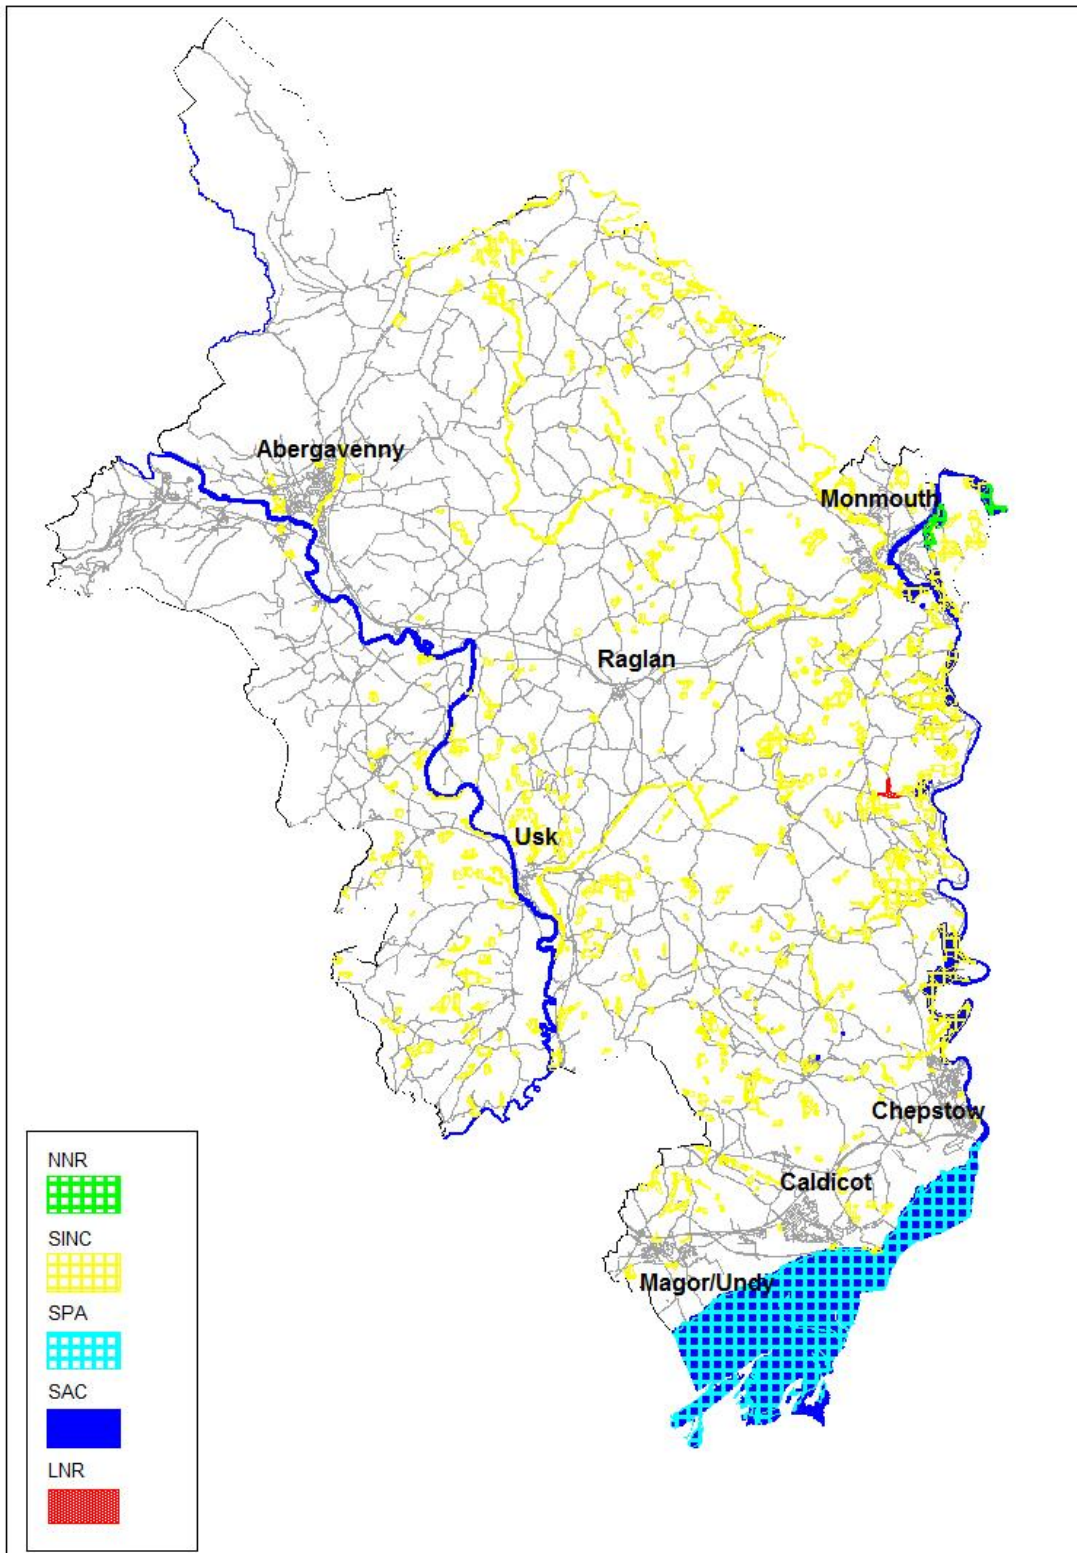 Abergavenny
Monmouth
Raglan
Usk
Chepstow
Caldicot
Magor/Undy
NNR
SINC
SPA
SAC
LNR